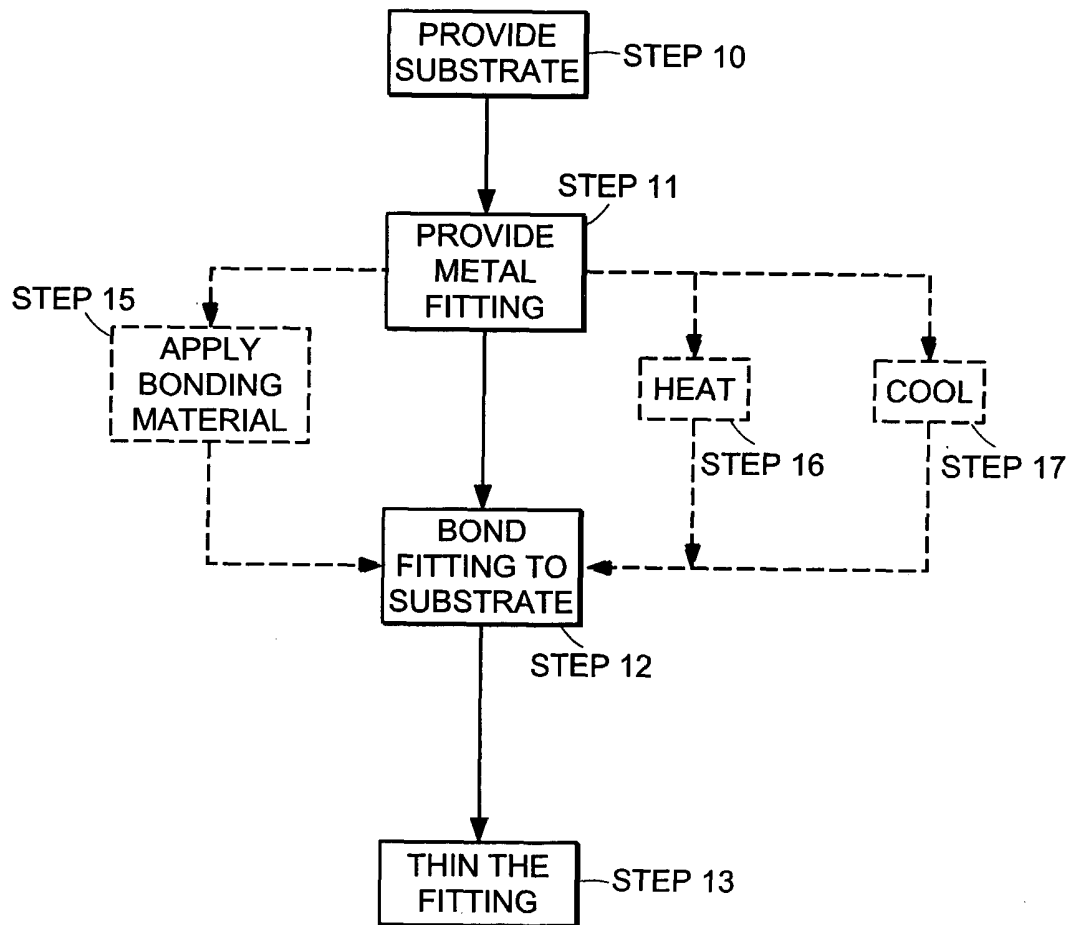 PROVIDE
SUBSTRATE
STEP 10
STEP 11
PROVIDE
METAL
FITTING
STEP 15
APPLY
BONDING
MATERIAL
HEAT
STEP 16
COOL
STEP 17
BOND
FITTING TO
SUBSTRATE
STEP 12
THIN THE
FITTING
STEP 13